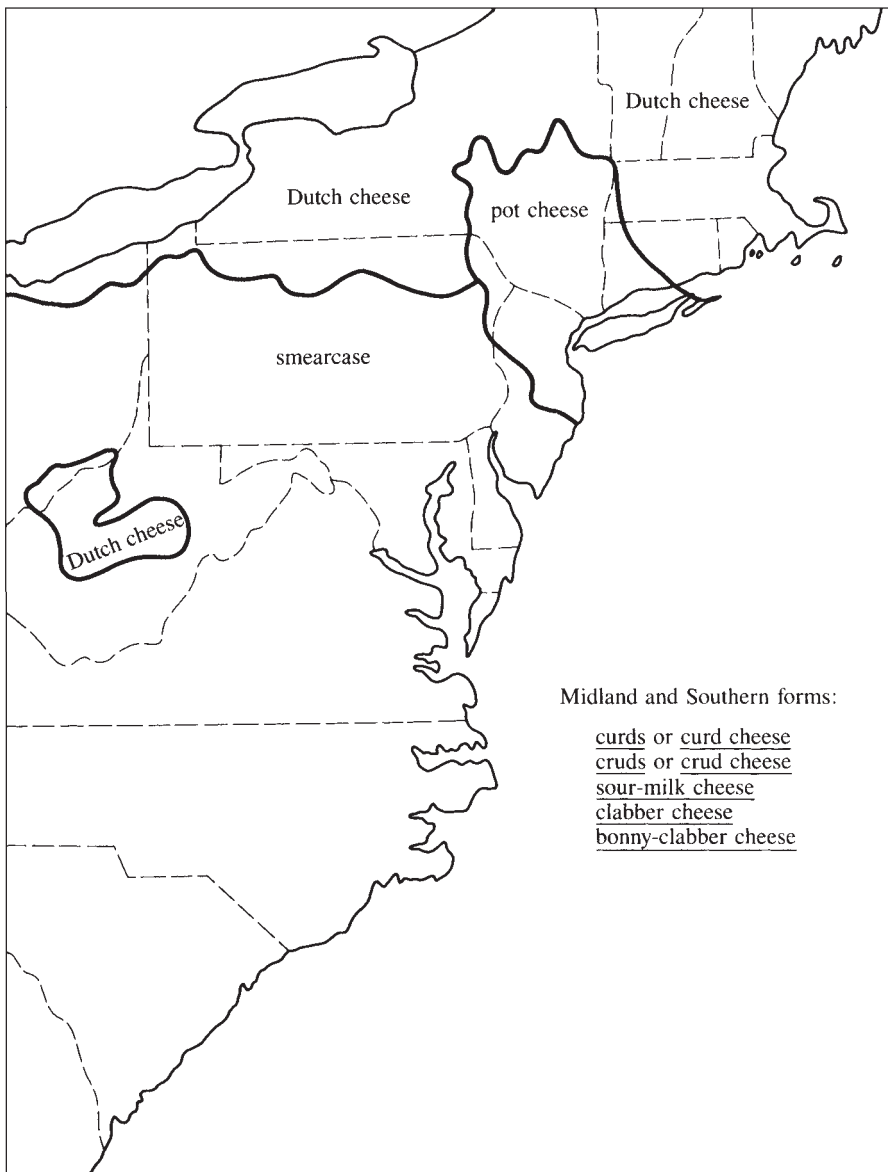 Dutch cheese
Dutch cheese
pot cheese
smearcase
Dutch cheese
Midland and Southern forms:
curds or curd cheese
cruds or crud cheese
sour-milk cheese
clabber cheese
bonny-clabber cheese